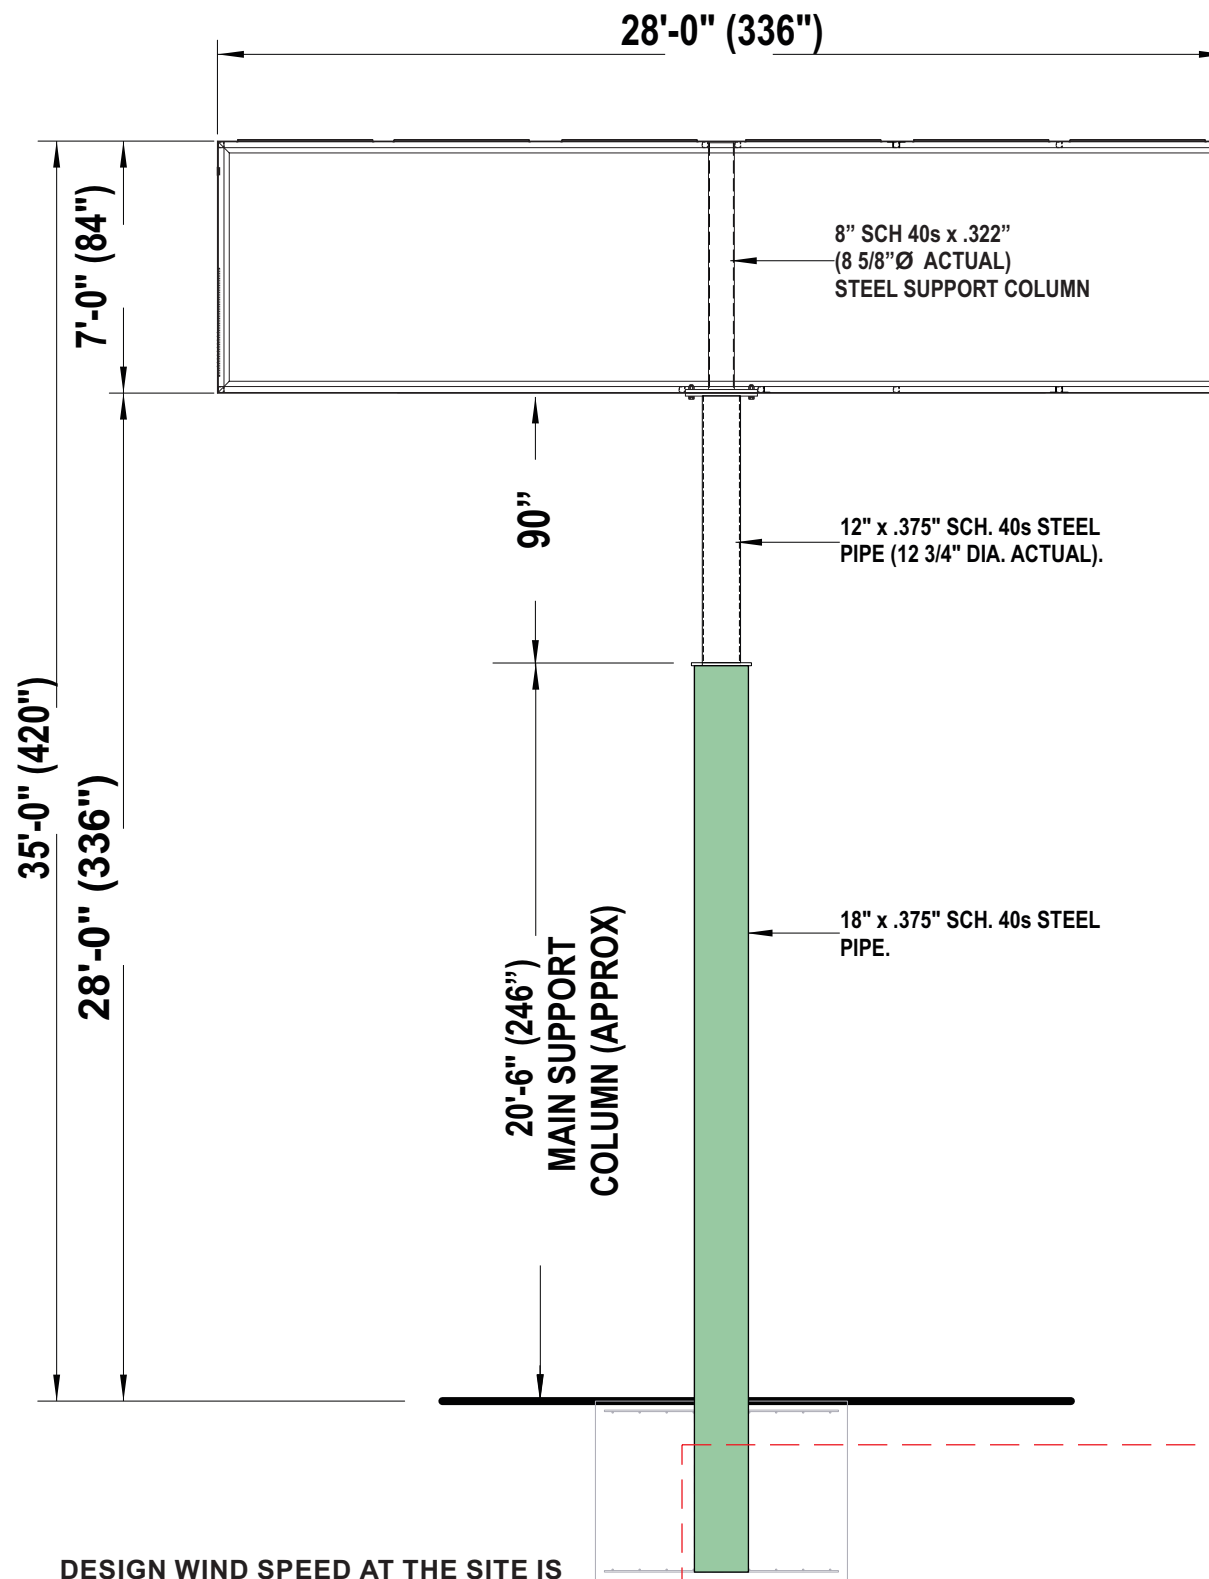 28'-0" (336")
7'-0" (84")
8” SCH 40s x .322”
(8 5/8”Ø ACTUAL)
STEEL SUPPORT COLUMN
90”
12" x .375" SCH. 40s STEEL
PIPE (12 3/4" DIA. ACTUAL).
35'-0" (420")
28'-0" (336")
20'-6" (246”)
MAIN SUPPORT
COLUMN (APPROX)
18" x .375" SCH. 40s STEEL
PIPE.
DESIGN WIND SPEED AT THE SITE IS